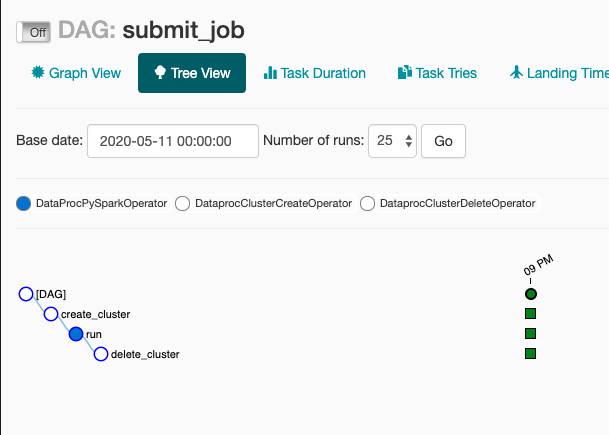 Off DAG: submit_job
Graph View Tree View Task Duration Task Tries Landing Time
Base date: 2020-05-11 00:00:00 Number of runs: 25 Go
DataProcPySparkOperator DataprocClusterCreateOperator DataprocClusterDeleteOperator
09 PM
[DAG]
create_cluster
run
delete_cluster